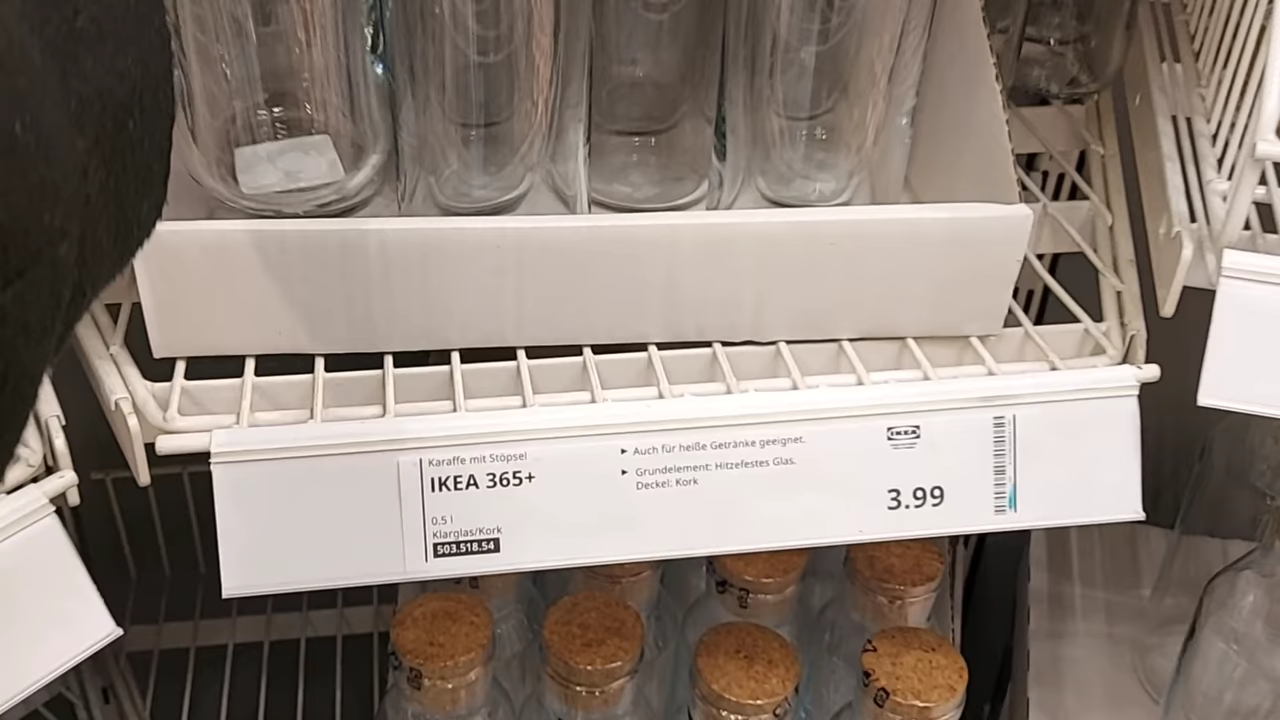 Karaffe mit Stöpsel
IKEA 365+
0.5 l
Klarglas/Kork
503.518.54
▸ Auch für heiße Getränke geeignet.
▸ Grundelement: Hitzefestes Glas.
Deckel: Kork
IKEA
3.99